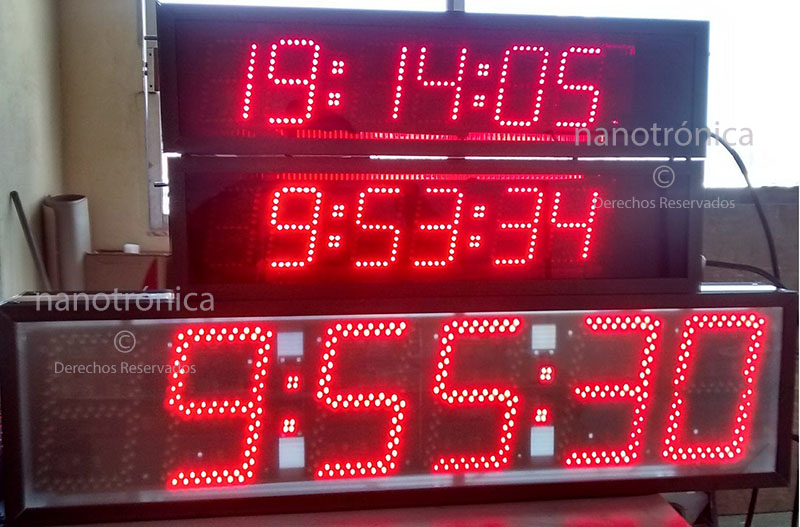 19:14:05
nanotrónica
©
Derechos Reservados
9:53:34
nanotrónica
©
Derechos Reservados
9:55:30